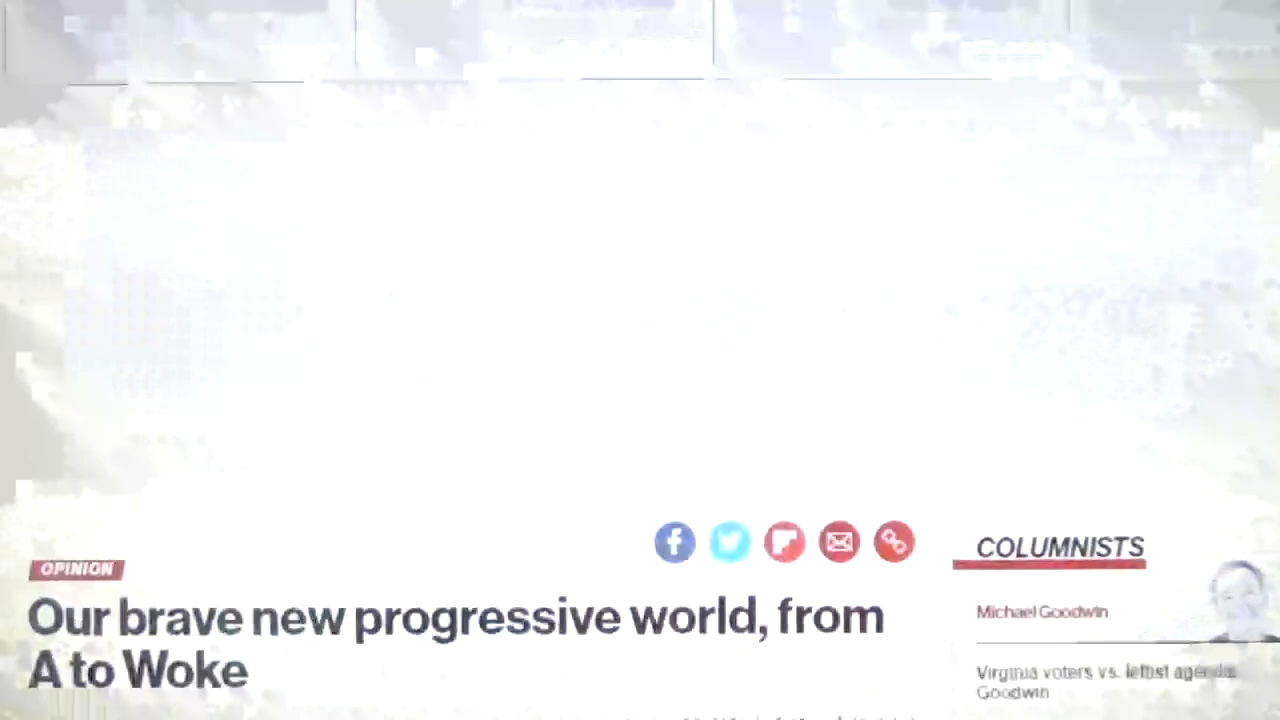 OPINION
Our brave new progressive world, from
A to Woke
COLUMNISTS
Michael Goodwin
Virginia voters vs. leftist agenda:
Goodwin